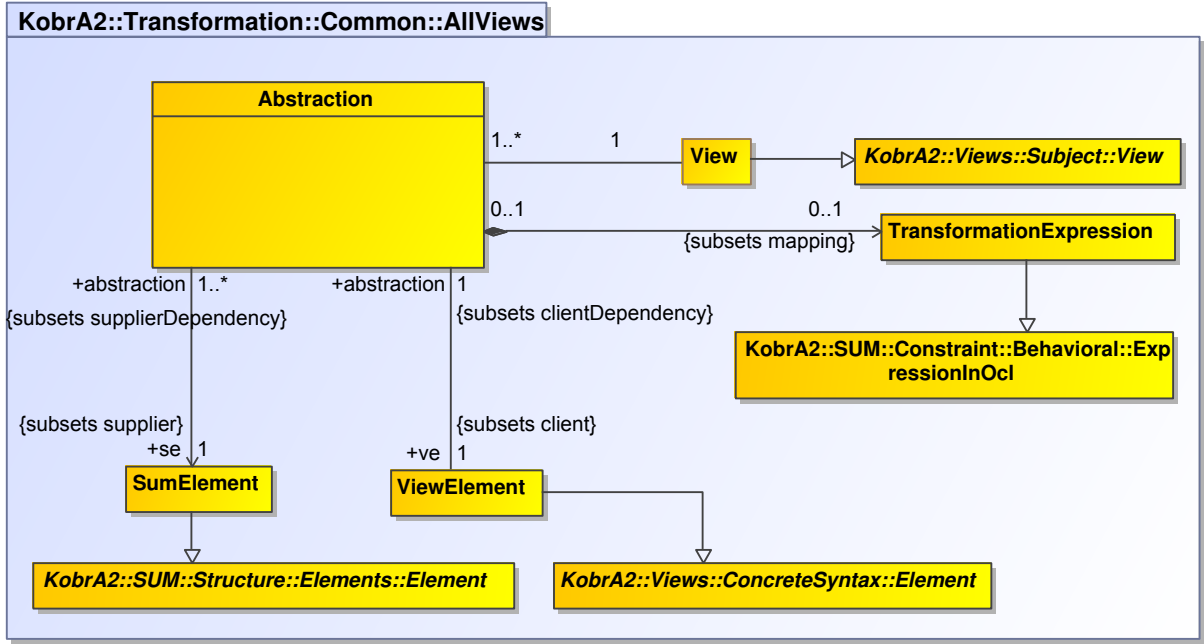 KobrA2::Transformation::Common::AllViews
Abstraction
1..*
1
View
KobrA2::Views::Subject::View
0..1
0..1
{subsets mapping}
TransformationExpression
+abstraction
1..*
+abstraction
1
{subsets supplierDependency}
{subsets clientDependency}
KobrA2::SUM::Constraint::Behavioral::Exp
ressionInOcl
{subsets supplier}
{subsets client}
+se
1
+ve
1
SumElement
ViewElement
KobrA2::SUM::Structure::Elements::Element
KobrA2::Views::ConcreteSyntax::Element